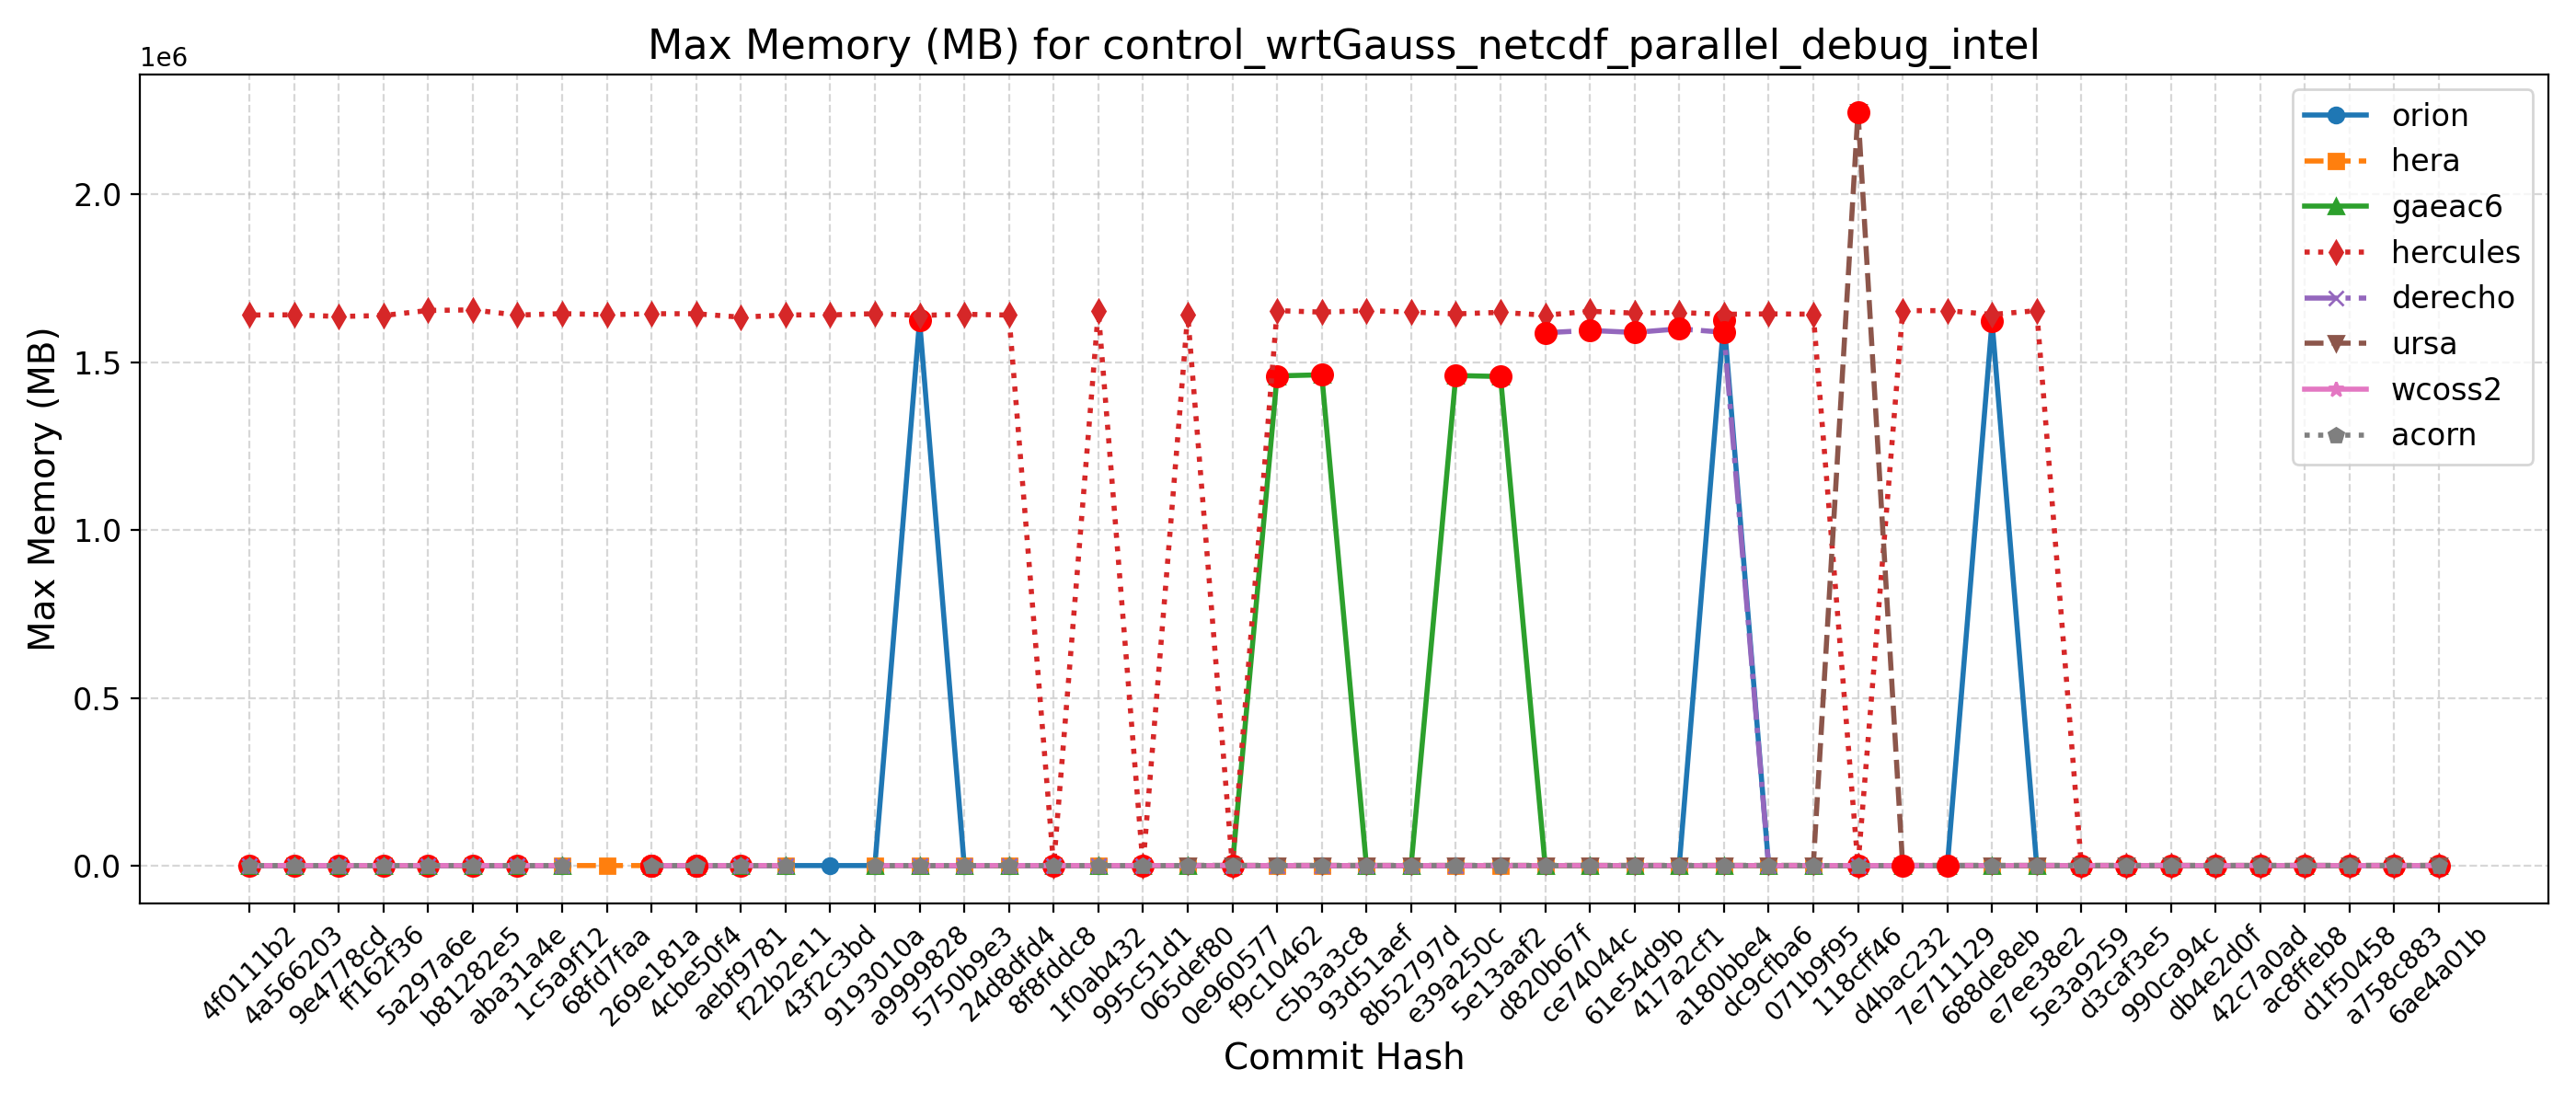 Max Memory (MB) for control_wrtGauss_netcdf_parallel_debug_intel
1e6
2.0
1.5
1.0
0.5
0.0
Max Memory (MB)
orion
hera
gaeac6
hercules
derecho
ursa
wcoss2
acorn
4f0111b2
4a566203
9e4778cd
ff162f36
5a297a6e
b81282e5
aba31a4e
1c5a9f12
68fd7faa
269e181a
4cbe50f4
aebf9781
f22b2e11
43f2c3bd
9193010a
a9999828
5750b9e3
24d8dfd4
8f8fddc8
1f0ab432
995c51d1
065def80
0e960577
f9c10462
c5b3a3c8
93d51aef
8b52797d
e39a250c
5e13aaf2
d820b67f
ce74044c
61e54d9b
417a2cf1
a180bbe4
dc9cfba6
071b9f95
118cff46
d4bac232
7e711129
688de8eb
e7ee38e2
5e3a9259
d3caf3e5
990ca94c
db4e2d0f
42c7a0ad
ac8ffeb8
d1f50458
a758c883
6ae4a01b
Commit Hash